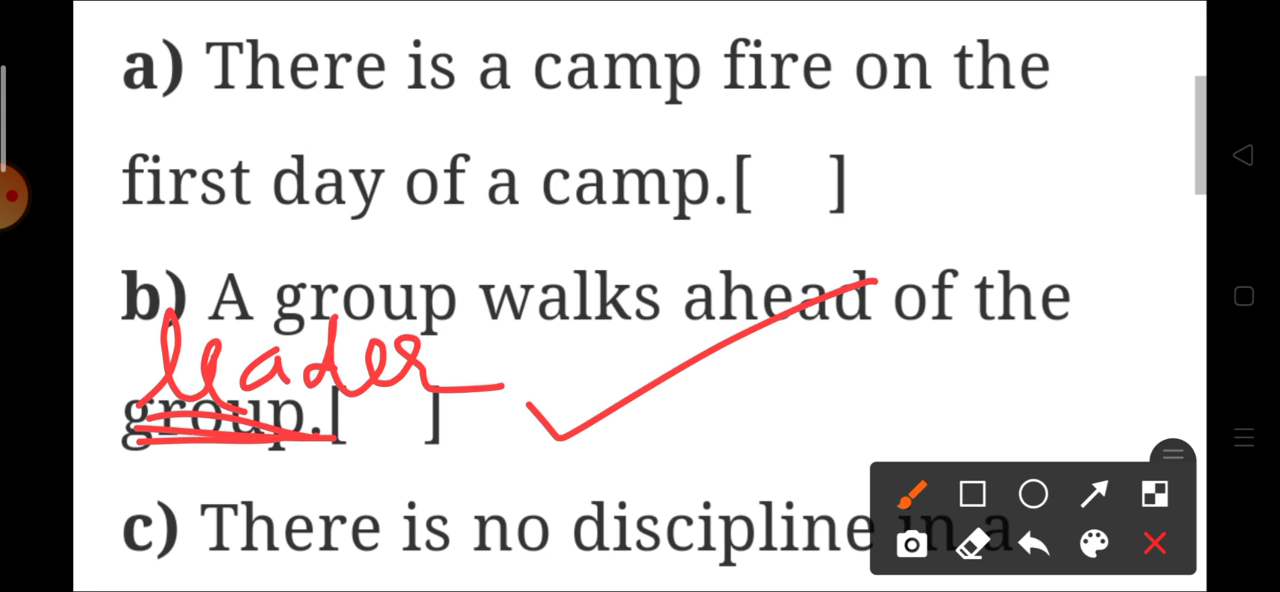 a) There is a camp fire on the
first day of a camp.[ ]
b) A group walks ahead of the
leader
group.[ ]
c) There is no discipline in a